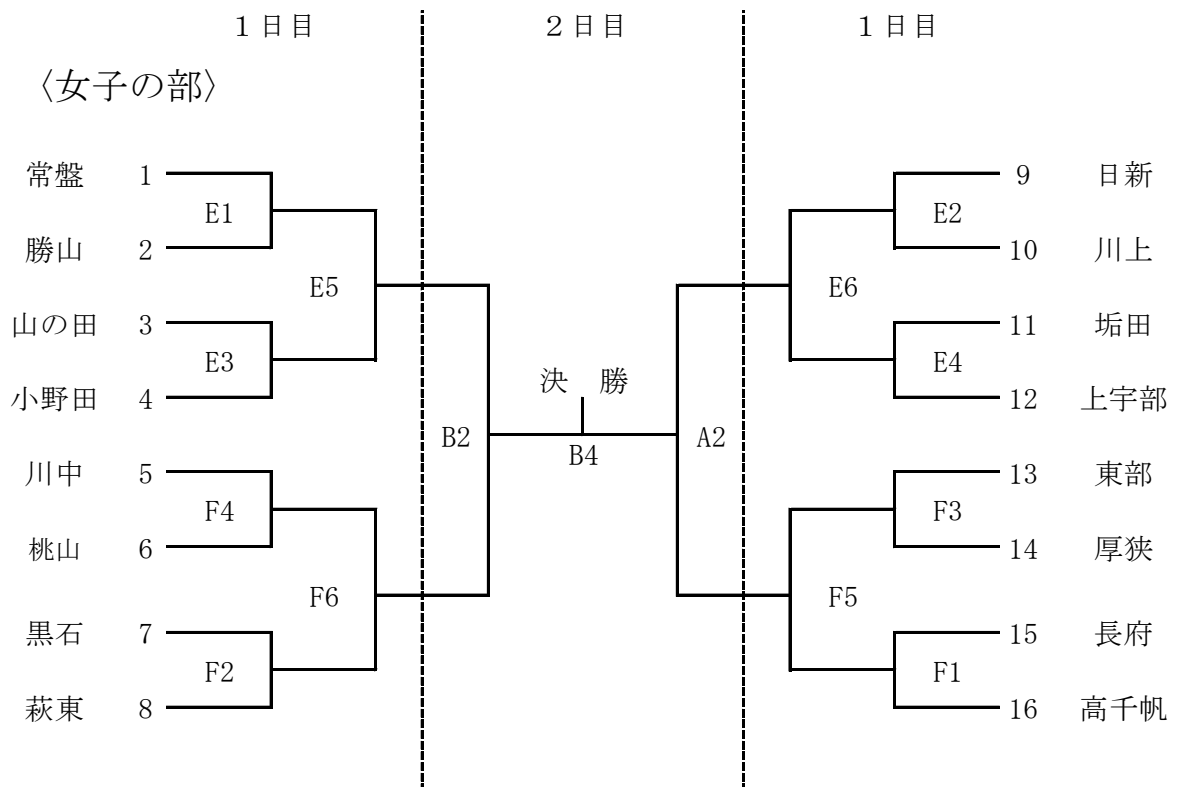 １日目 ２日目 １日目
〈女子の部〉
常盤 1 9 日新
E1 E2
勝山 2 10 川上
E5 E6
山の田 3 11 垢田
E3 E4
小野田 4 12 上宇部
決 勝
B2 B4 A2
川中 5 13 東部
F4 F3
桃山 6 14 厚狭
F6 F5
黒石 7 15 長府
F2 F1
萩東 8 16 高千帆